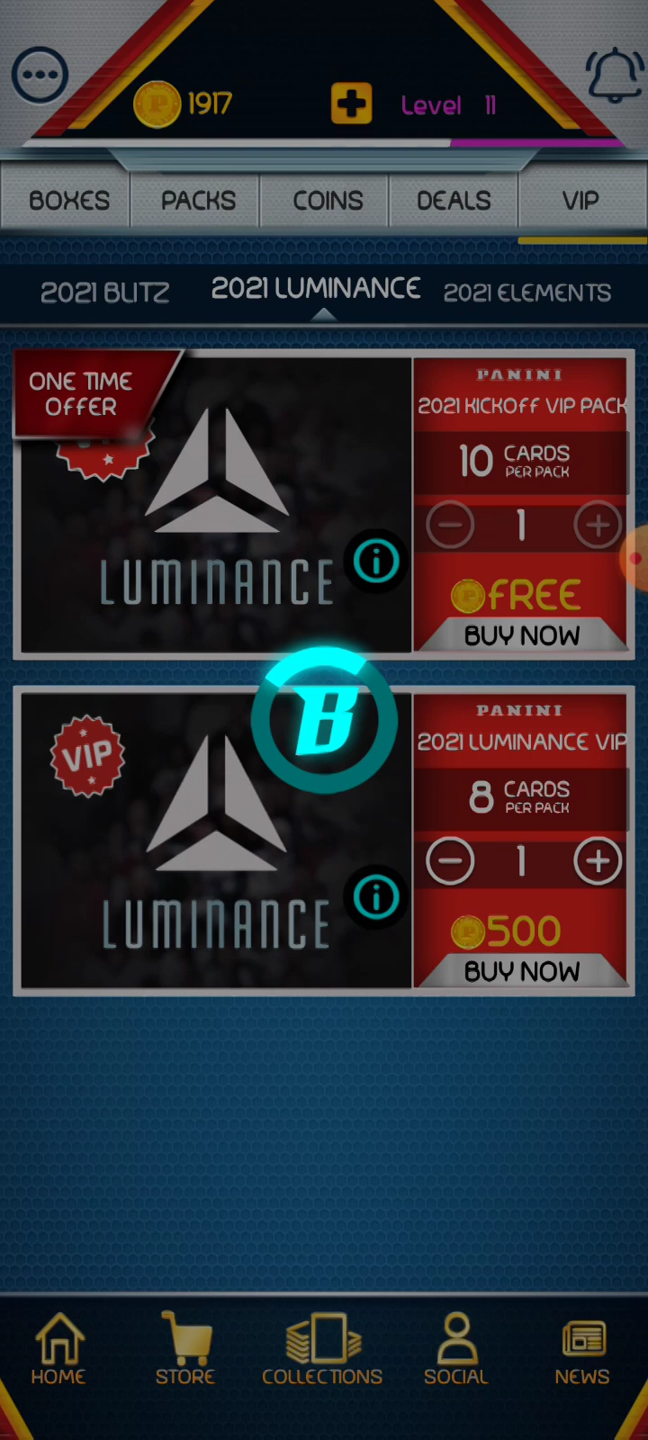 1917
Level 11
BOXES
PACKS
COINS
DEALS
VIP
2021 BLITZ
2021 LUMINANCE
2021 ELEMENTS
ONE TIME
OFFER
LUMINANCE
PANINI
2021 KICKOFF VIP PACK
10 CARDS
PER PACK
1
FREE
BUY NOW
B
VIP
LUMINANCE
PANINI
2021 LUMINANCE VIP
8 CARDS
PER PACK
1
500
BUY NOW
HOME
STORE
COLLECTIONS
SOCIAL
NEWS